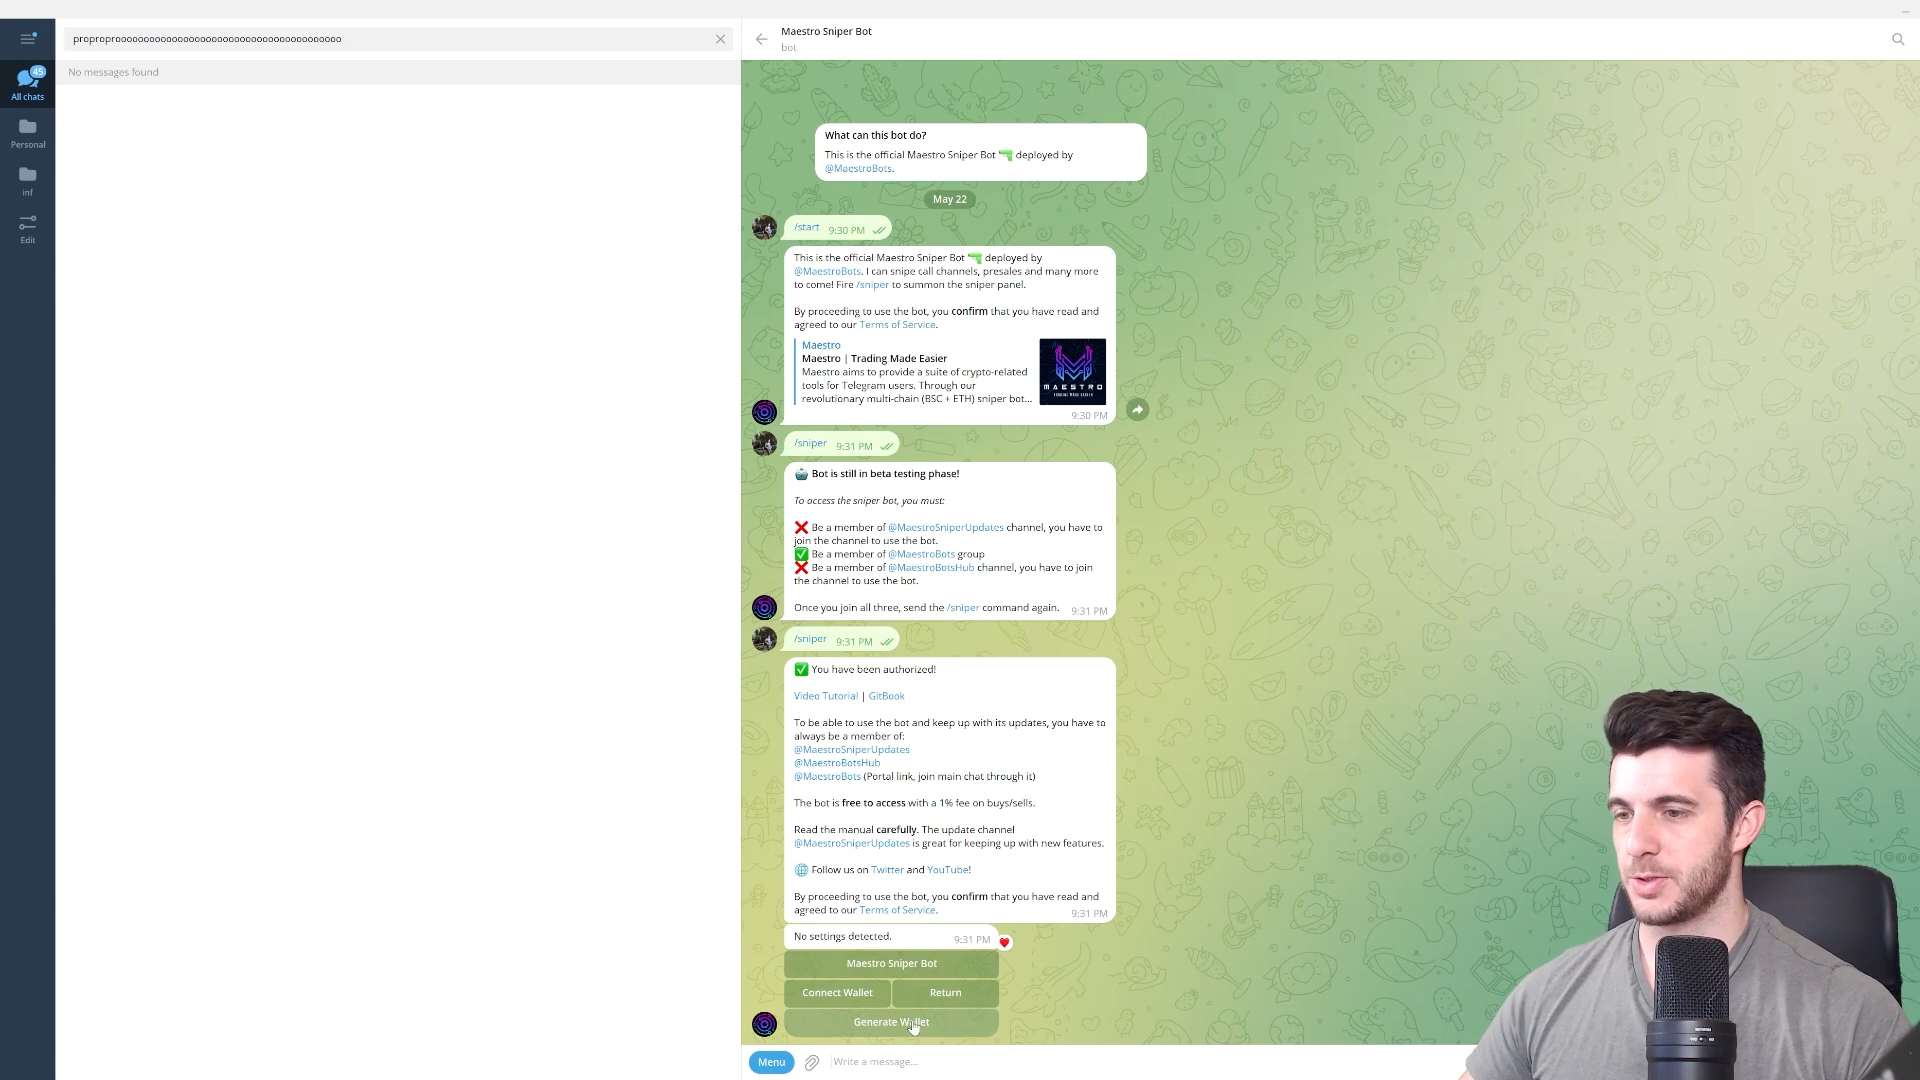 proproproooooooooooooooooooooooooooooooooooooooo
No messages found
45
All chats
Personal
inf
Edit
Maestro Sniper Bot
bot
What can this bot do?
This is the official Maestro Sniper Bot 🔫 deployed by
@MaestroBots.
May 22
/start 9:30 PM
This is the official Maestro Sniper Bot 🔫 deployed by
@MaestroBots. I can snipe call channels, presales and many more
to come! Fire /sniper to summon the sniper panel.
By proceeding to use the bot, you confirm that you have read and
agreed to our Terms of Service.
Maestro
Maestro | Trading Made Easier
Maestro aims to provide a suite of crypto-related
tools for Telegram users. Through our
revolutionary multi-chain (BSC + ETH) sniper bot...
MAESTRO
TRADING MADE EASIER
9:30 PM
/sniper 9:31 PM
🤖 Bot is still in beta testing phase!
To access the sniper bot, you must:
❌ Be a member of @MaestroSniperUpdates channel, you have to
join the channel to use the bot.
✅ Be a member of @MaestroBots group
❌ Be a member of @MaestroBotsHub channel, you have to join
the channel to use the bot.
Once you join all three, send the /sniper command again. 9:31 PM
/sniper 9:31 PM
✅ You have been authorized!
Video Tutorial | GitBook
To be able to use the bot and keep up with its updates, you have to
always be a member of:
@MaestroSniperUpdates
@MaestroBotsHub
@MaestroBots (Portal link, join main chat through it)
The bot is free to access with a 1% fee on buys/sells.
Read the manual carefully. The update channel
@MaestroSniperUpdates is great for keeping up with new features.
🌐 Follow us on Twitter and YouTube!
By proceeding to use the bot, you confirm that you have read and
agreed to our Terms of Service. 9:31 PM
No settings detected. 9:31 PM
Maestro Sniper Bot
Connect Wallet Return
Generate Wallet
Menu Write a message...